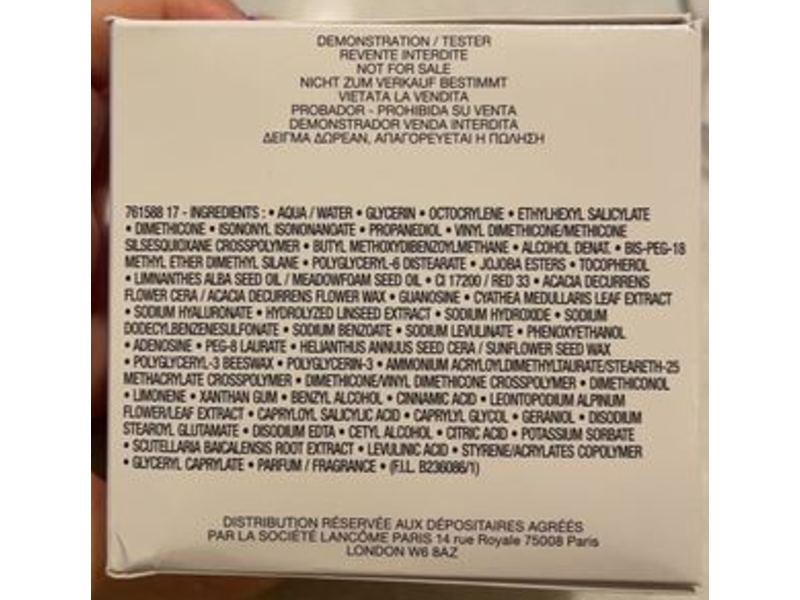 DEMONSTRATION / TESTER
REVENTE INTERDITE
NOT FOR SALE
NICHT ZUM VERKAUF BESTIMMT
VIETATA LA VENDITA
PROBADOR - PROHIBIDA SU VENTA
DEMONSTRADOR VENDA INTERDITA
ΔΕΙΓΜΑ ΔΩΡΕΑΝ, ΑΠΑΓΟΡΕΥΕΤΑΙ Η ΠΩΛΗΣΗ
761588 17 - INGREDIENTS : • AQUA / WATER • GLYCERIN • OCTOCRYLENE • ETHYLHEXYL SALICYLATE
• DIMETHICONE • ISONONYL ISONONANOATE • PROPANEDIOL • VINYL DIMETHICONE/METHICONE
SILSESQUIOXANE CROSSPOLYMER • BUTYL METHOXYDIBENZOYLMETHANE • ALCOHOL DENAT. • BIS-PEG-18
METHYL ETHER DIMETHYL SILANE • POLYGLYCERYL-6 DISTEARATE • JOJOBA ESTERS • TOCOPHEROL
• LIMNANTHES ALBA SEED OIL / MEADOWFOAM SEED OIL • CI 17200 / RED 33 • ACACIA DECURRENS
FLOWER CERA / ACACIA DECURRENS FLOWER WAX • GUANOSINE • CYATHEA MEDULLARIS LEAF EXTRACT
• SODIUM HYALURONATE • HYDROLYZED LINSEED EXTRACT • SODIUM HYDROXIDE • SODIUM
DODECYLBENZENESULFONATE • SODIUM BENZOATE • SODIUM LEVULINATE • PHENOXYETHANOL
• ADENOSINE • PEG-8 LAURATE • HELIANTHUS ANNUUS SEED CERA / SUNFLOWER SEED WAX
• POLYGLYCERYL-3 BEESWAX • POLYGLYCERIN-3 • AMMONIUM ACRYLOYLDIMETHYLTAURATE/STEARETH-25
METHACRYLATE CROSSPOLYMER • DIMETHICONE/VINYL DIMETHICONE CROSSPOLYMER • DIMETHICONOL
• LIMONENE • XANTHAN GUM • BENZYL ALCOHOL • CINNAMIC ACID • LEONTOPODIUM ALPINUM
FLOWER/LEAF EXTRACT • CAPRYLOYL SALICYLIC ACID • CAPRYLYL GLYCOL • GERANIOL • DISODIUM
STEAROYL GLUTAMATE • DISODIUM EDTA • CETYL ALCOHOL • CITRIC ACID • POTASSIUM SORBATE
• SCUTELLARIA BAICALENSIS ROOT EXTRACT • LEVULINIC ACID • STYRENE/ACRYLATES COPOLYMER
• GLYCERYL CAPRYLATE • PARFUM / FRAGRANCE • (F.I.L. B236086/1)
DISTRIBUTION RÉSERVÉE AUX DÉPOSITAIRES AGRÉÉS
PAR LA SOCIÉTÉ LANCÔME PARIS 14 rue Royale 75008 Paris
LONDON W6 8AZ